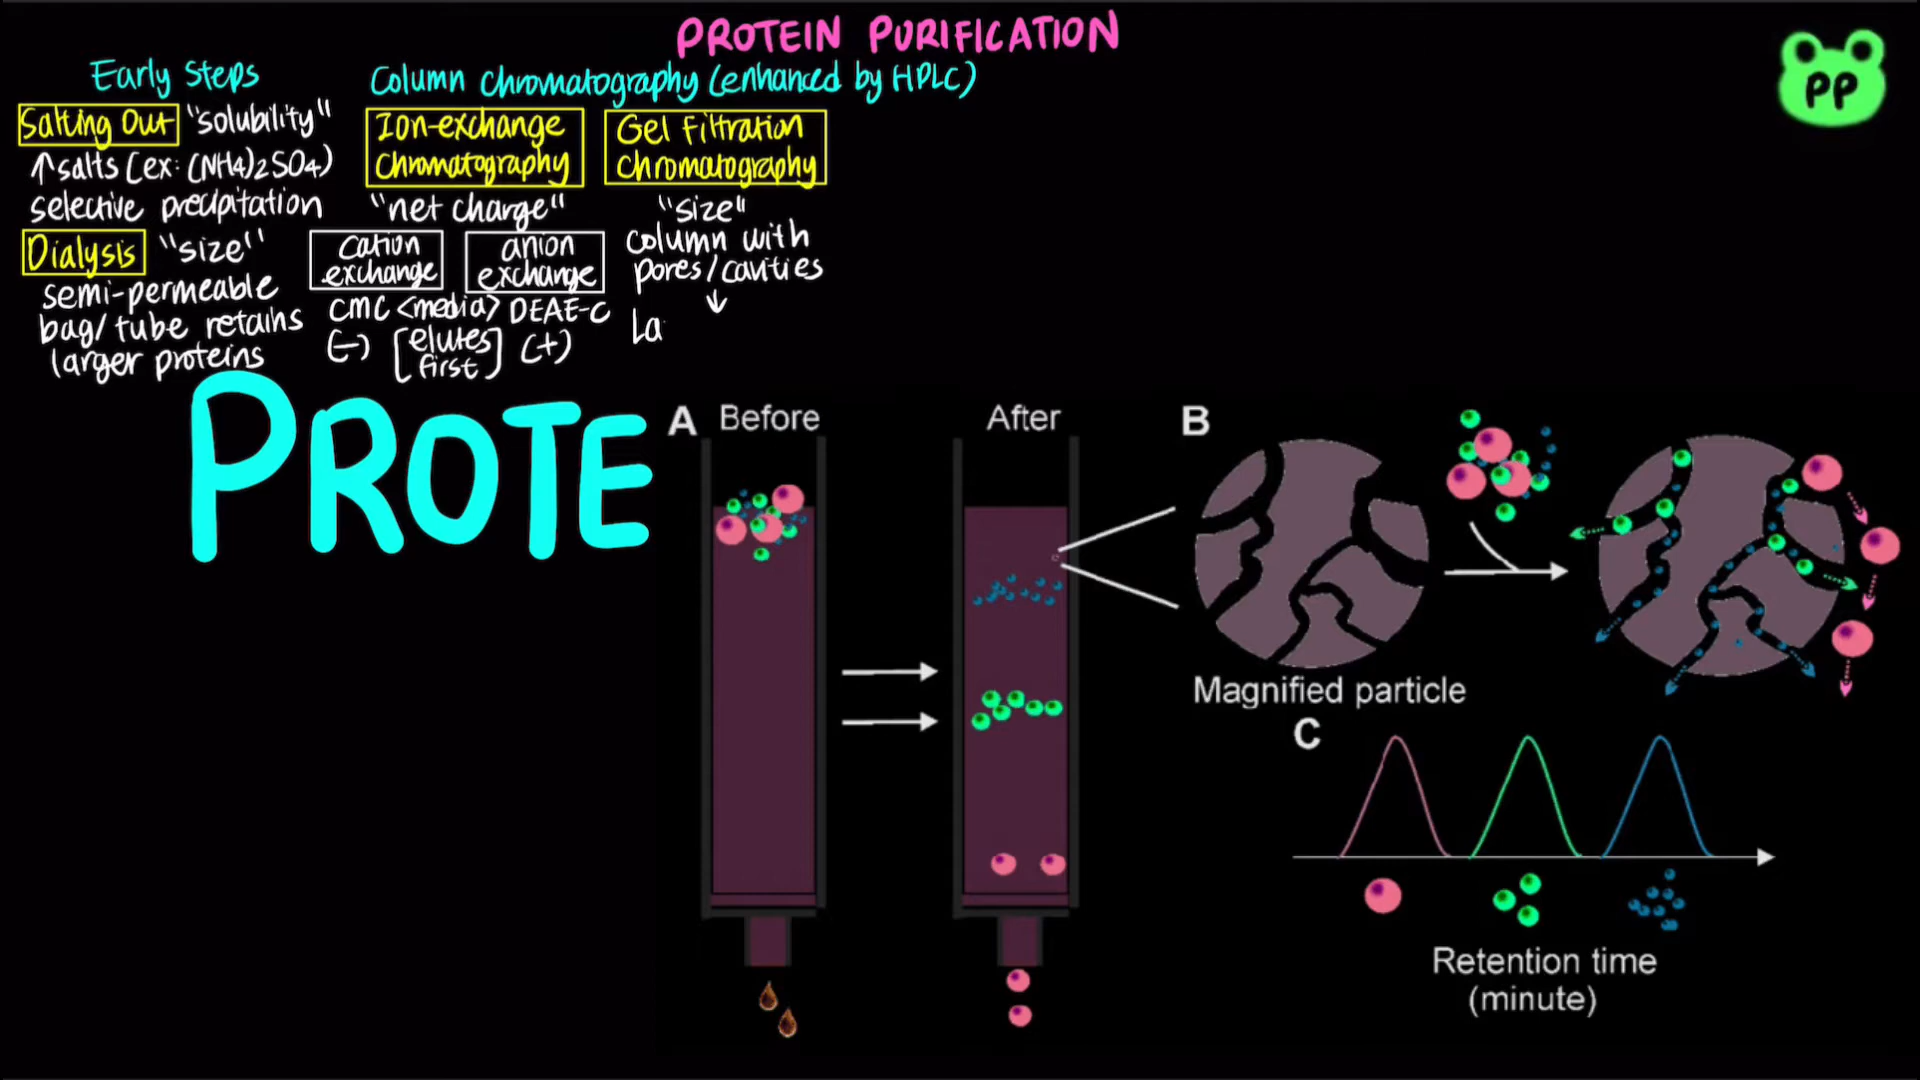 PROTEIN PURIFICATION
PP
Early Steps
Salting Out "solubility"
↑salts (ex: (NH4)2SO4)
selective precipitation
Dialysis "size"
semi-permeable
bag/tube retains
larger proteins
Column chromatography (enhanced by HPLC)
Ion-exchange
chromatography
"net charge"
cation
exchange
anion
exchange
CMC <media> DEAE-C
(-) [elutes first] (+)
Gel filtration
chromatography
"size"
column with
pores/cavities
↓
La
PROTE
A Before
After
B
Magnified particle
C
Retention time
(minute)